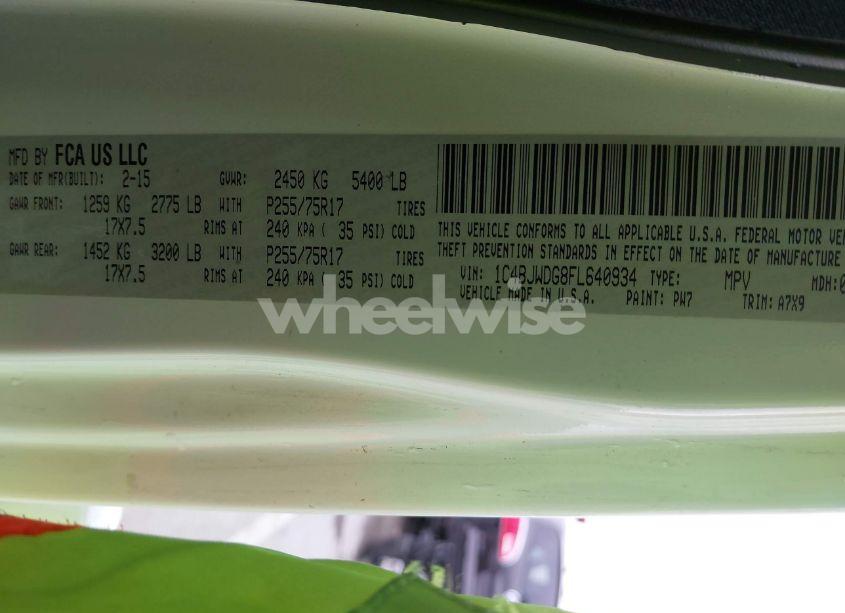 MFD BY FCA US LLC
DATE OF MFR(BUILT): 2-15 GVWR: 2450 KG 5400 LB
GAWR FRONT: 1259 KG 2775 LB WITH P255/75R17 TIRES
17X7.5 RIMS AT 240 KPA ( 35 PSI) COLD
GAWR REAR: 1452 KG 3200 LB WITH P255/75R17 TIRES
17X7.5 RIMS AT 240 KPA ( 35 PSI) COLD
THIS VEHICLE CONFORMS TO ALL APPLICABLE U.S.A. FEDERAL MOTOR VE
THEFT PREVENTION STANDARDS IN EFFECT ON THE DATE OF MANUFACTURE
VIN: 1C4BJWDG8FL640934 TYPE: MPV MDH:0
VEHICLE MADE IN U.S.A. PAINT: PW7 TRIM: A7X9
wheelwise